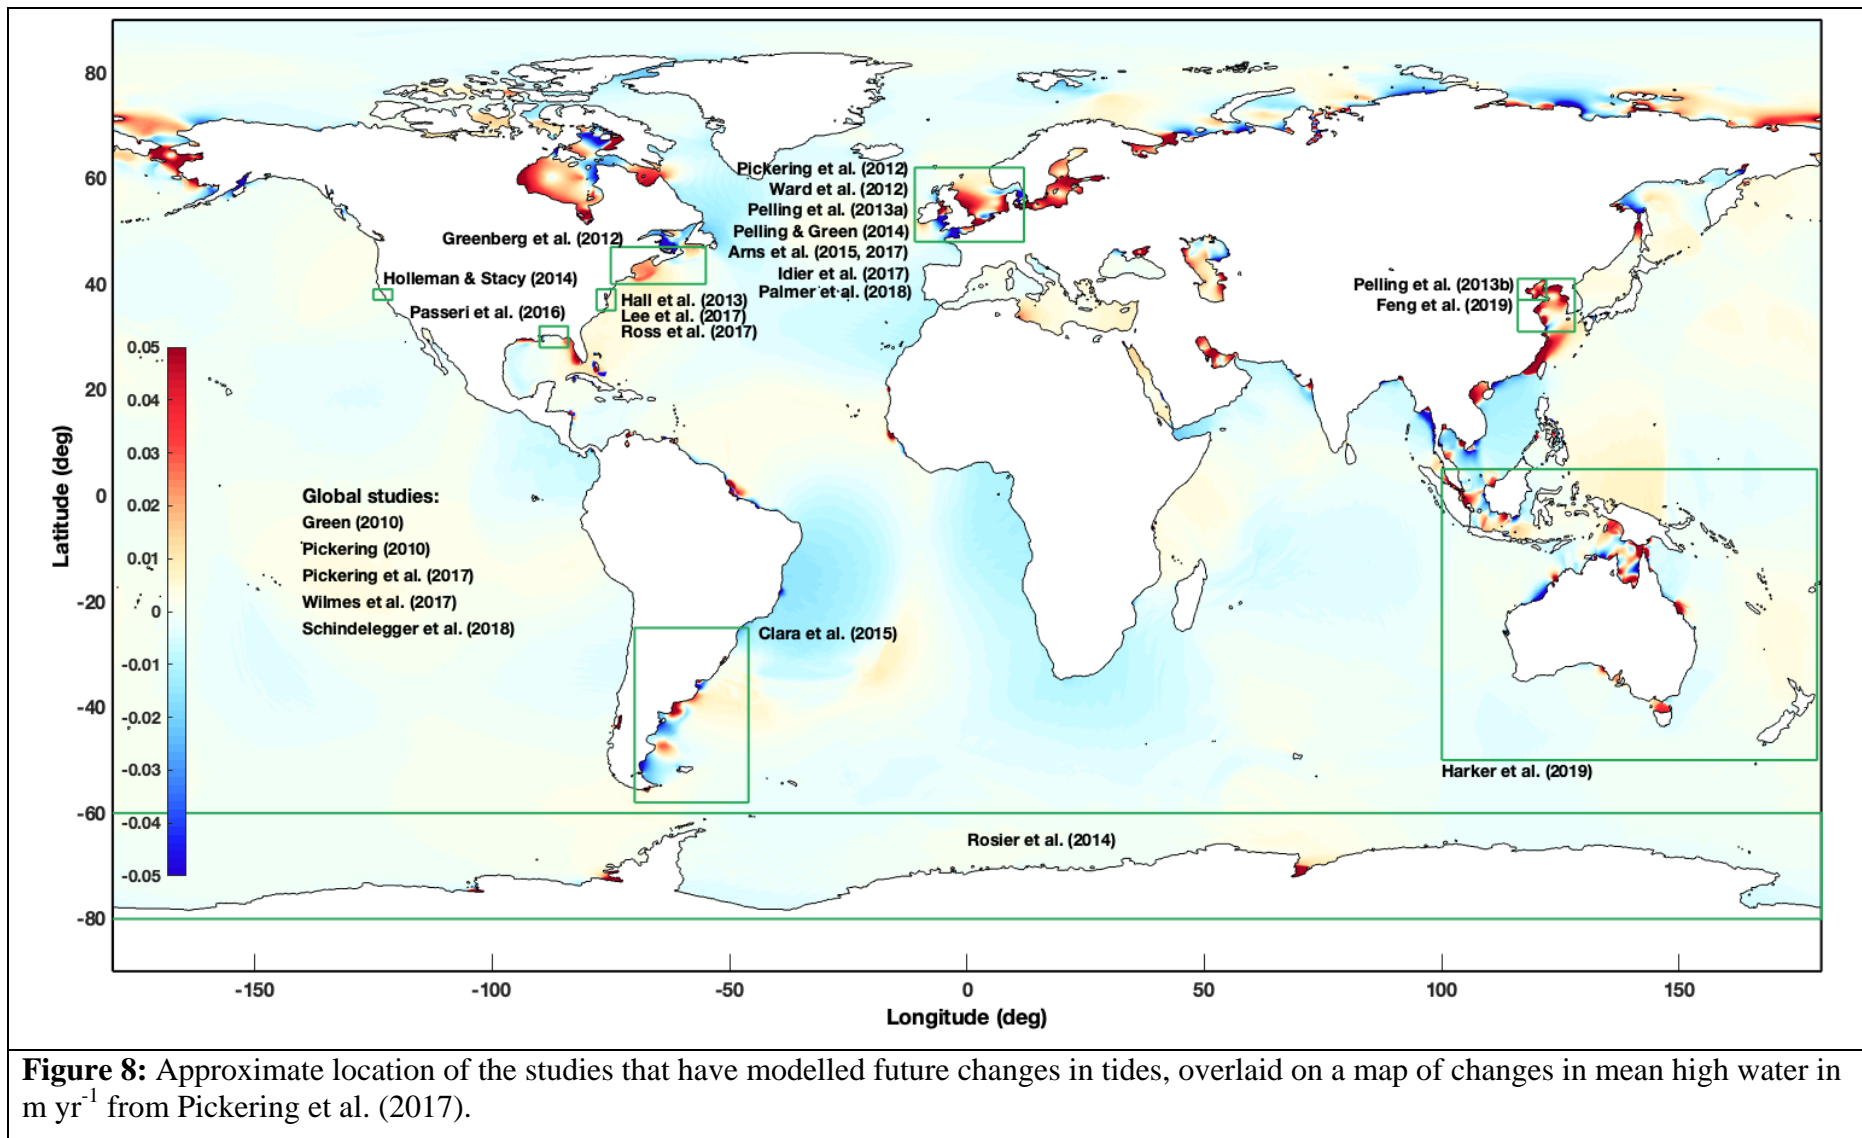 80
60
40
20
0
-20
-40
-60
-80
Latitude (deg)
0.05
0.04
0.03
0.02
0.01
0
-0.01
-0.02
-0.03
-0.04
-0.05
Pickering et al. (2012)
Ward et al. (2012)
Pelling et al. (2013a)
Pelling & Green (2014)
Arns et al. (2015, 2017)
Idier et al. (2017)
Palmer et al. (2018)
Greenberg et al. (2012)
Holleman & Stacy (2014)
Passeri et al. (2016)
Hall et al. (2013)
Lee et al. (2017)
Ross et al. (2017)
Pelling et al. (2013b)
Feng et al. (2019)
Global studies:
Green (2010)
Pickering (2010)
Pickering et al. (2017)
Wilmes et al. (2017)
Schindelegger et al. (2018)
Clara et al. (2015)
Harker et al. (2019)
Rosier et al. (2014)
-150
-100
-50
0
50
100
150
Longitude (deg)
Figure 8: Approximate location of the studies that have modelled future changes in tides, overlaid on a map of changes in mean high water in
m yr-1 from Pickering et al. (2017).